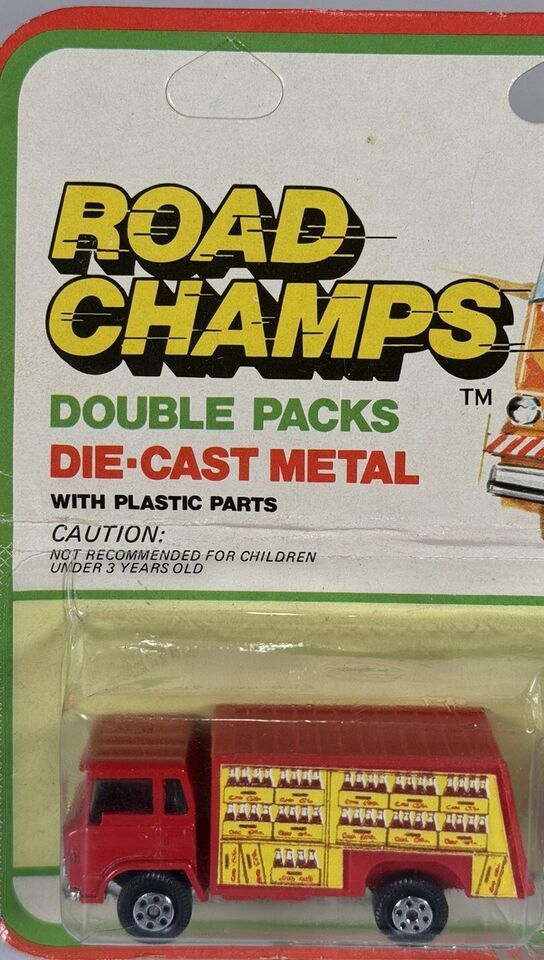 ROAD
CHAMPS
TM
DOUBLE PACKS
DIE-CAST METAL
WITH PLASTIC PARTS
CAUTION:
NOT RECOMMENDED FOR CHILDREN
UNDER 3 YEARS OLD